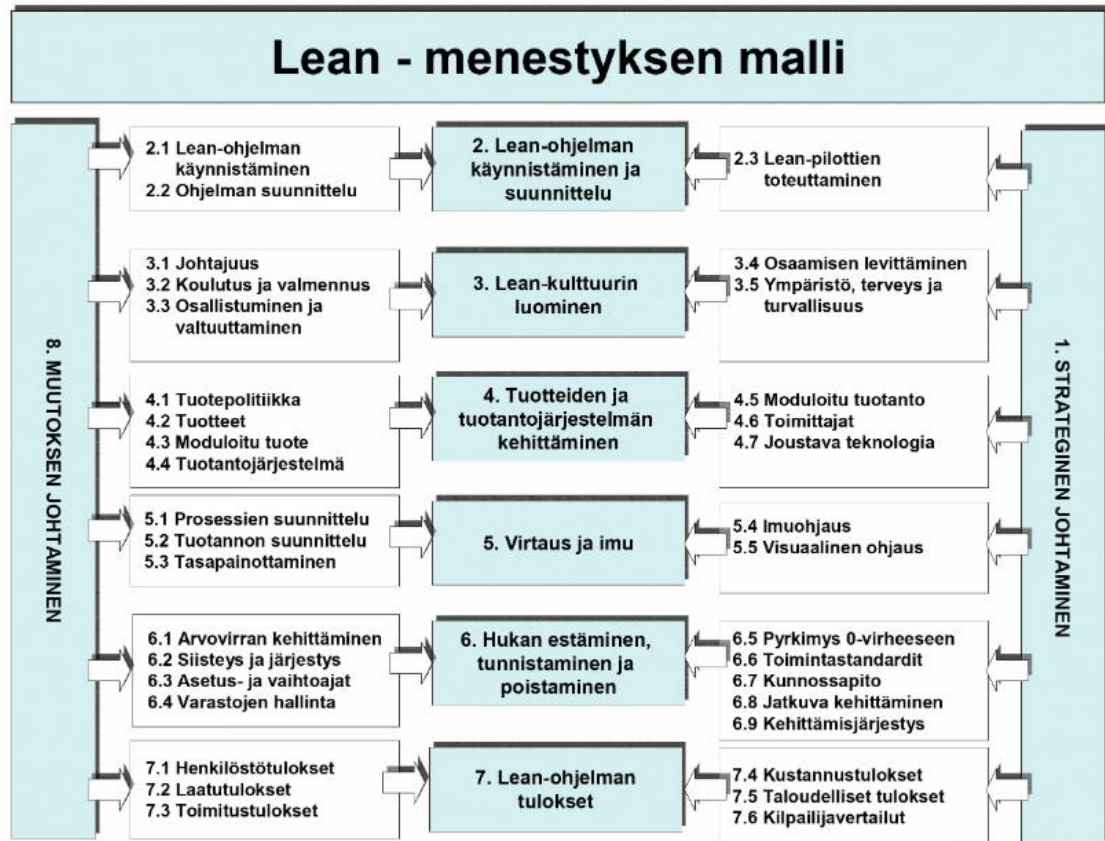 Lean - menestyksen malli
8. MUUTOKSEN JOHTAMINEN
2.1 Lean-ohjelman
käynnistäminen
2.2 Ohjelman suunnittelu
2. Lean-ohjelman
käynnistäminen ja
suunnittelu
2.3 Lean-pilottien
toteuttaminen
3.1 Johtajuus
3.2 Koulutus ja valmennus
3.3 Osallistuminen ja
valtuuttaminen
3. Lean-kulttuurin
luominen
3.4 Osaamisen levittäminen
3.5 Ympäristö, terveys ja
turvallisuus
4.1 Tuotepolitiikka
4.2 Tuotteet
4.3 Moduloitu tuote
4.4 Tuotantojärjestelmä
4. Tuotteiden ja
tuotantojärjestelmän
kehittäminen
4.5 Moduloitu tuotanto
4.6 Toimittajat
4.7 Joustava teknologia
5.1 Prosessien suunnittelu
5.2 Tuotannon suunnittelu
5.3 Tasapainottaminen
5. Virtaus ja imu
5.4 Imuohjaus
5.5 Visuaalinen ohjaus
6.1 Arvovirran kehittäminen
6.2 Siisteys ja järjestys
6.3 Asetus- ja vaihtoajat
6.4 Varastojen hallinta
6. Hukan estäminen,
tunnistaminen ja
poistaminen
6.5 Pyrkimys 0-virheeseen
6.6 Toimintastandardit
6.7 Kunnossapito
6.8 Jatkuva kehittäminen
6.9 Kehittämisjärjestys
7.1 Henkilöstötulokset
7.2 Laatutulokset
7.3 Toimitustulokset
7. Lean-ohjelman
tulokset
7.4 Kustannustulokset
7.5 Taloudelliset tulokset
7.6 Kilpailijavertailut
1. STRATEGINEN JOHTAMINEN